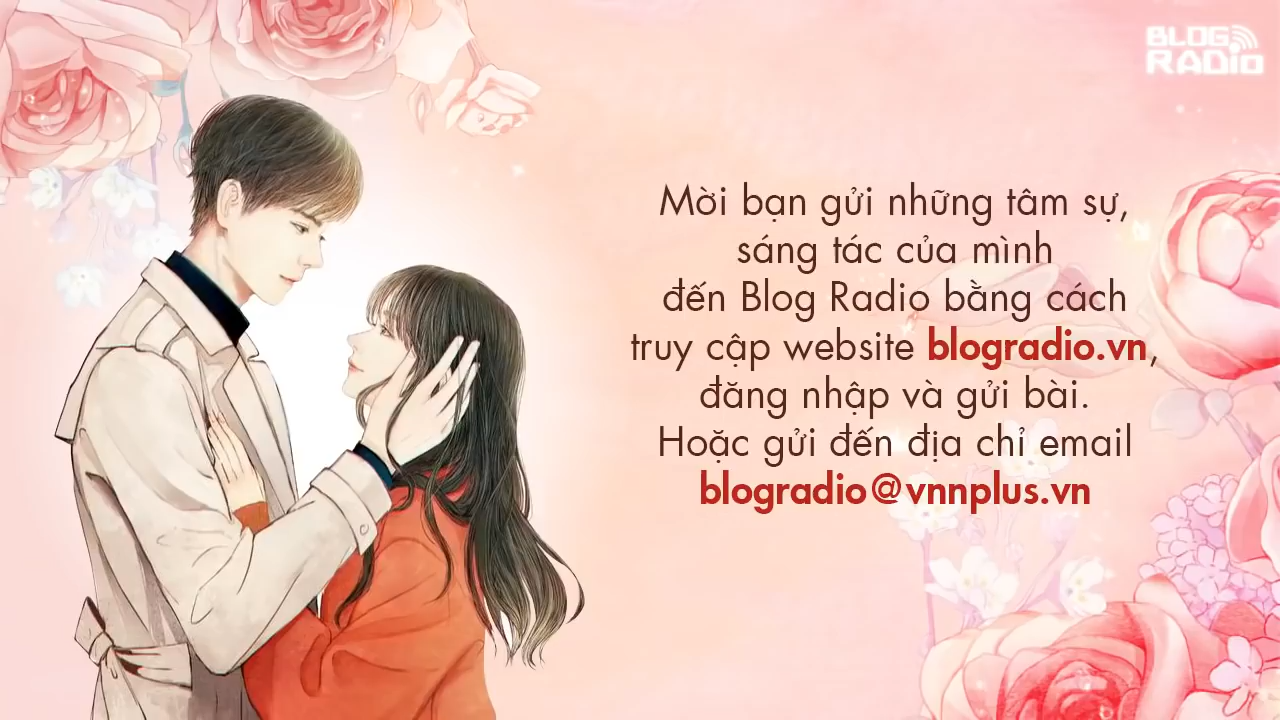 BLOG
RADIO
Mời bạn gửi những tâm sự,
sáng tác của mình
đến Blog Radio bằng cách
truy cập website blogradio.vn,
đăng nhập và gửi bài.
Hoặc gửi đến địa chỉ email
blogradio@vnnplus.vn